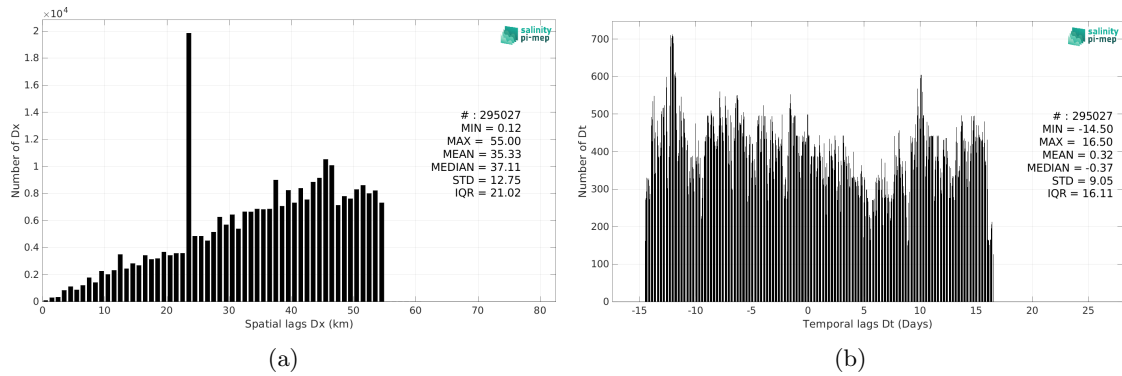 ×10⁴
2
1.8
1.6
1.4
1.2
1
0.8
0.6
0.4
0.2
0
Number of Dx
0 10 20 30 40 50 60 70 80
Spatial lags Dx (km)
salinity
pi-mep
# : 295027
MIN = 0.12
MAX = 55.00
MEAN = 35.33
MEDIAN = 37.11
STD = 12.75
IQR = 21.02
(a)
700
600
500
400
300
200
100
0
Number of Dt
-15 -10 -5 0 5 10 15 20 25
Temporal lags Dt (Days)
salinity
pi-mep
# : 295027
MIN = -14.50
MAX = 16.50
MEAN = 0.32
MEDIAN = -0.37
STD = 9.05
IQR = 16.11
(b)